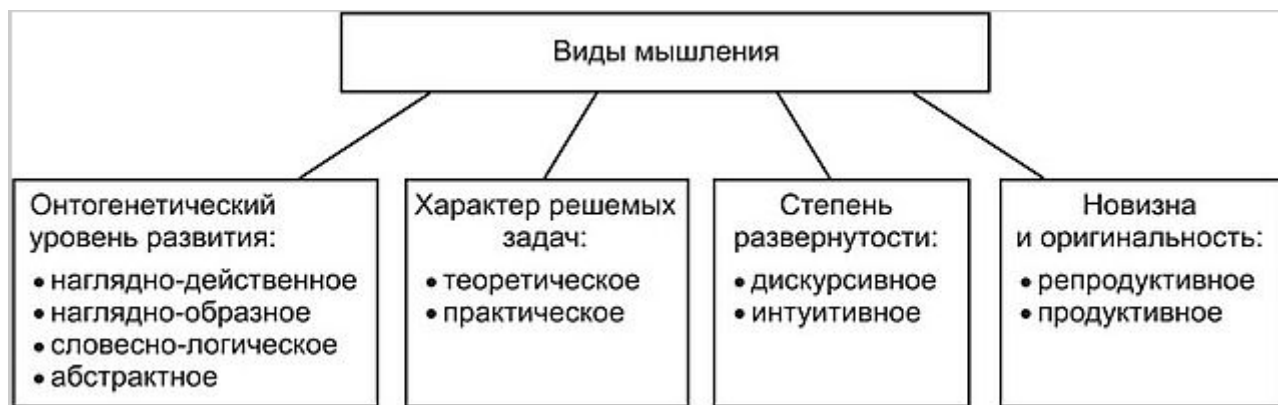 Виды мышления
Онтогенетический
уровень развития:
• наглядно-действенное
• наглядно-образное
• словесно-логическое
• абстрактное
Характер решемых
задач:
• теоретическое
• практическое
Степень
развернутости:
• дискурсивное
• интуитивное
Новизна
и оригинальность:
• репродуктивное
• продуктивное